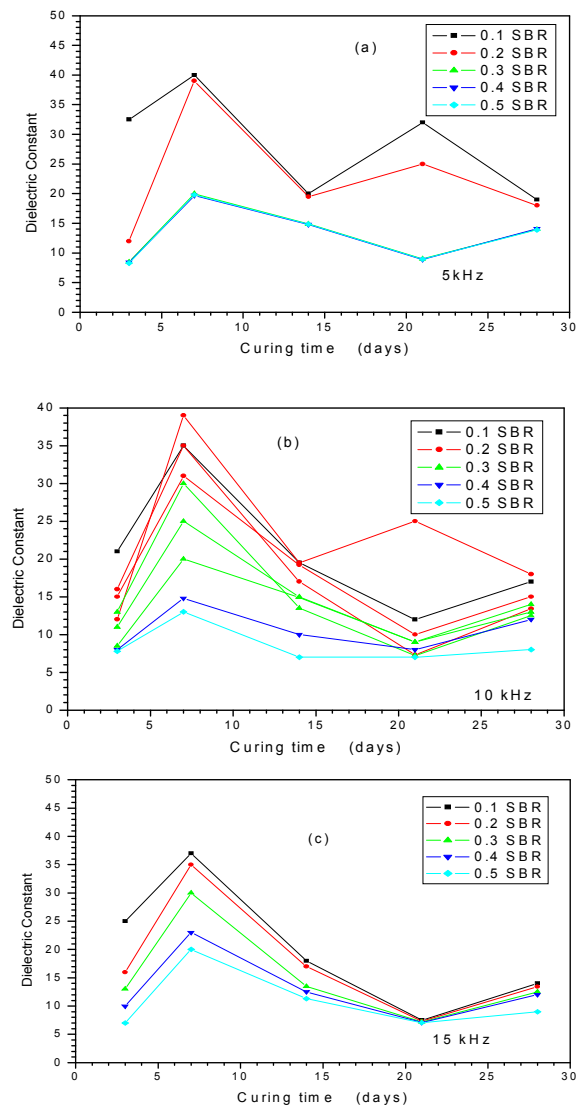 50
45
40
35
30
25
20
15
10
5
0
Dielectric Constant
(a)
0.1 SBR
0.2 SBR
0.3 SBR
0.4 SBR
0.5 SBR
5kHz
0 5 10 15 20 25 30
Curing time (days)
40
35
30
25
20
15
10
5
0
Dielectric Constant
(b)
0.1 SBR
0.2 SBR
0.3 SBR
0.4 SBR
0.5 SBR
10 kHz
0 5 10 15 20 25 30
Curing time (days)
50
45
40
35
30
25
20
15
10
5
0
Dielectric Constant
(c)
0.1 SBR
0.2 SBR
0.3 SBR
0.4 SBR
0.5 SBR
15 kHz
0 5 10 15 20 25 30
Curing time (days)